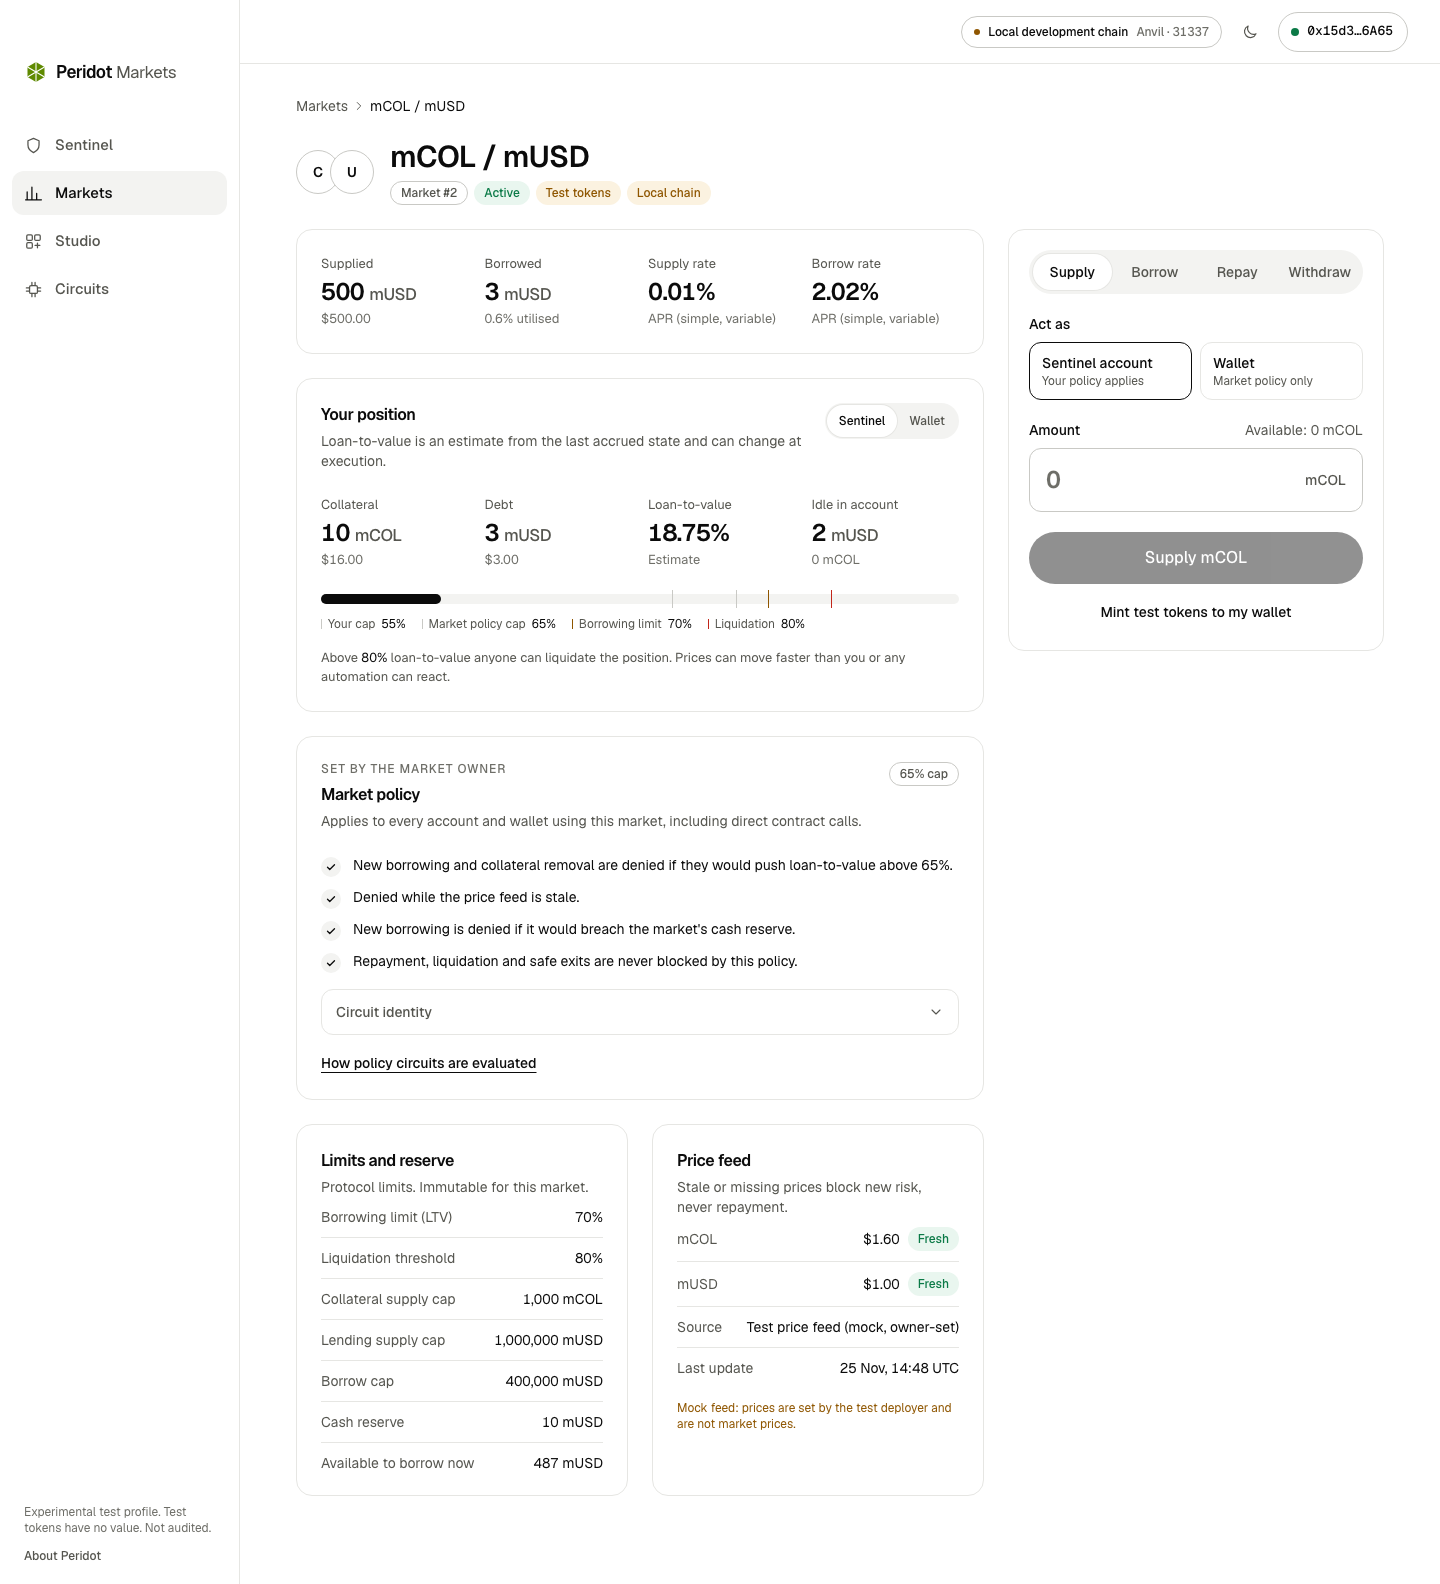 Local development chain Anvil · 31337
0x15d3…6A65
Peridot Markets
Sentinel
Markets
Studio
Circuits
Markets > mCOL / mUSD
C U
mCOL / mUSD
Market #2 Active Test tokens Local chain
Supplied Borrowed Supply rate Borrow rate
500 mUSD 3 mUSD 0.01% 2.02%
$500.00 0.6% utilised APR (simple, variable) APR (simple, variable)
Your position
Sentinel Wallet
Loan-to-value is an estimate from the last accrued state and can change at
execution.
Collateral Debt Loan-to-value Idle in account
10 mCOL 3 mUSD 18.75% 2 mUSD
$16.00 $3.00 Estimate 0 mCOL
Your cap 55% Market policy cap 65% Borrowing limit 70% Liquidation 80%
Above 80% loan-to-value anyone can liquidate the position. Prices can move faster than you or any
automation can react.
SET BY THE MARKET OWNER
65% cap
Market policy
Applies to every account and wallet using this market, including direct contract calls.
New borrowing and collateral removal are denied if they would push loan-to-value above 65%.
Denied while the price feed is stale.
New borrowing is denied if it would breach the market's cash reserve.
Repayment, liquidation and safe exits are never blocked by this policy.
Circuit identity
How policy circuits are evaluated
Limits and reserve
Protocol limits. Immutable for this market.
Borrowing limit (LTV) 70%
Liquidation threshold 80%
Collateral supply cap 1,000 mCOL
Lending supply cap 1,000,000 mUSD
Borrow cap 400,000 mUSD
Cash reserve 10 mUSD
Available to borrow now 487 mUSD
Price feed
Stale or missing prices block new risk,
never repayment.
mCOL $1.60 Fresh
mUSD $1.00 Fresh
Source Test price feed (mock, owner-set)
Last update 25 Nov, 14:48 UTC
Mock feed: prices are set by the test deployer and
are not market prices.
Supply Borrow Repay Withdraw
Act as
Sentinel account Wallet
Your policy applies Market policy only
Amount Available: 0 mCOL
0 mCOL
Supply mCOL
Mint test tokens to my wallet
Experimental test profile. Test
tokens have no value. Not audited.
About Peridot